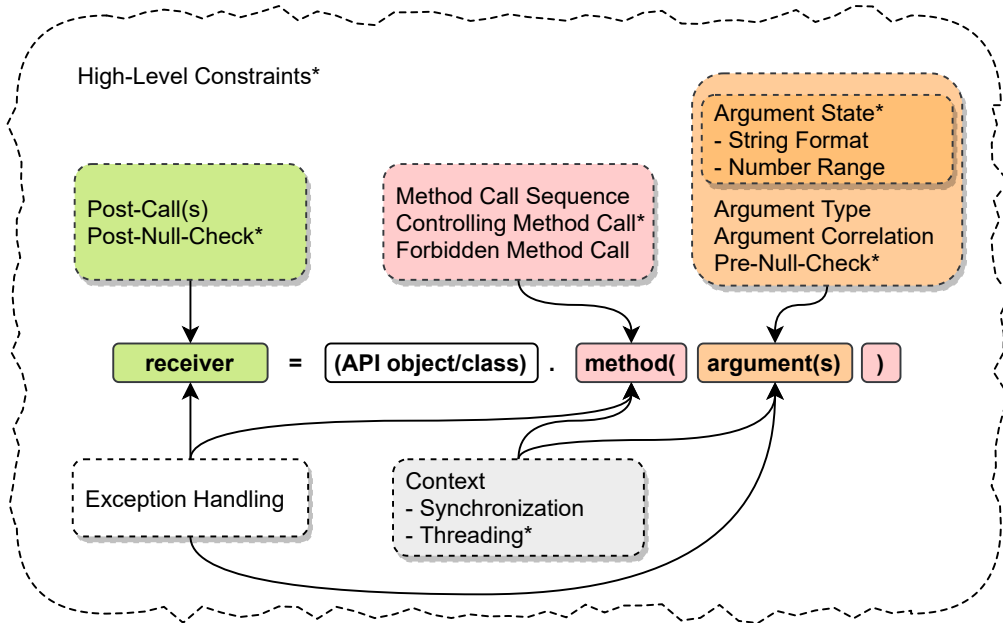 High-Level Constraints*
Argument State*
- String Format
- Number Range
Argument Type
Argument Correlation
Pre-Null-Check*
Post-Call(s)
Post-Null-Check*
Method Call Sequence
Controlling Method Call*
Forbidden Method Call
receiver = (API object/class) . method( argument(s) )
Exception Handling
Context
- Synchronization
- Threading*